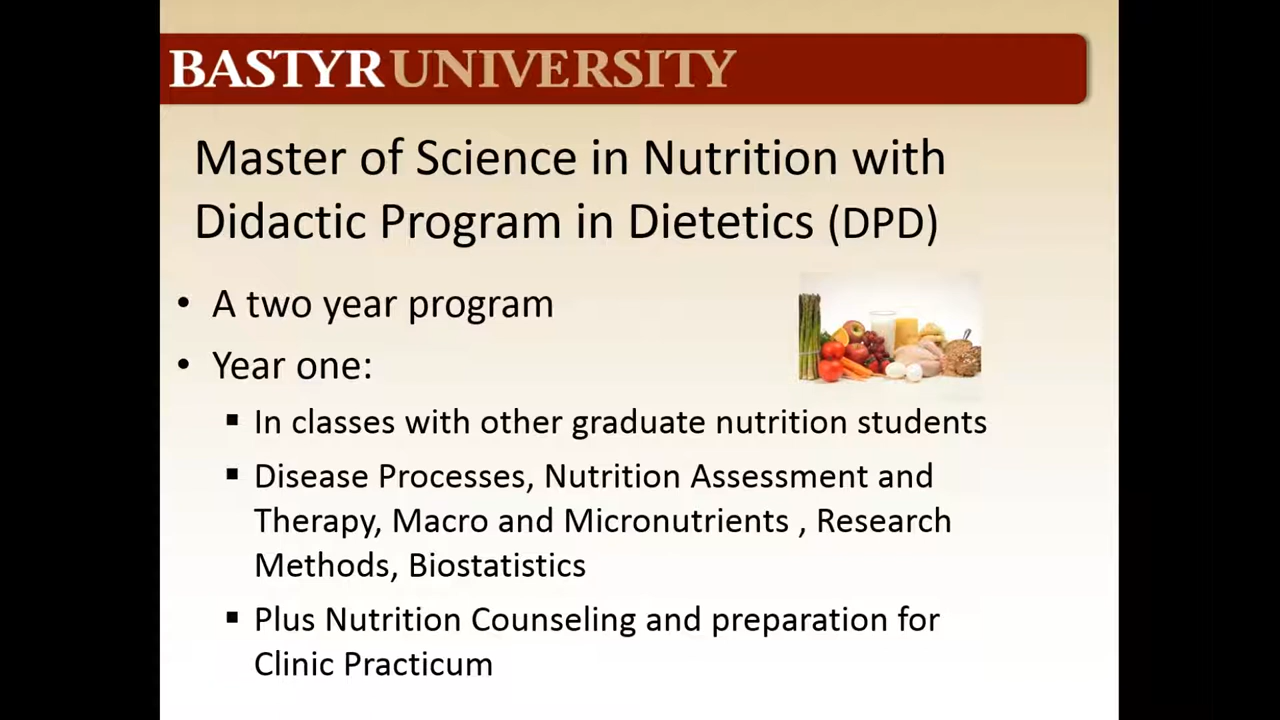 BASTYR UNIVERSITY
Master of Science in Nutrition with
Didactic Program in Dietetics (DPD)
• A two year program
• Year one:
▪ In classes with other graduate nutrition students
▪ Disease Processes, Nutrition Assessment and
Therapy, Macro and Micronutrients , Research
Methods, Biostatistics
▪ Plus Nutrition Counseling and preparation for
Clinic Practicum